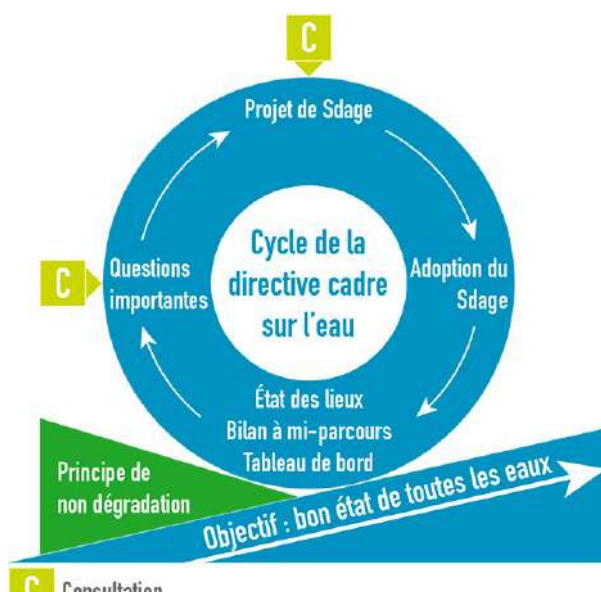 C
Projet de Sdage
C
Questions
importantes
Cycle de la
directive cadre
sur l'eau
Adoption du
Sdage
État des lieux
Bilan à mi-parcours
Tableau de bord
Principe de
non dégradation
Objectif : bon état de toutes les eaux
C Consultation